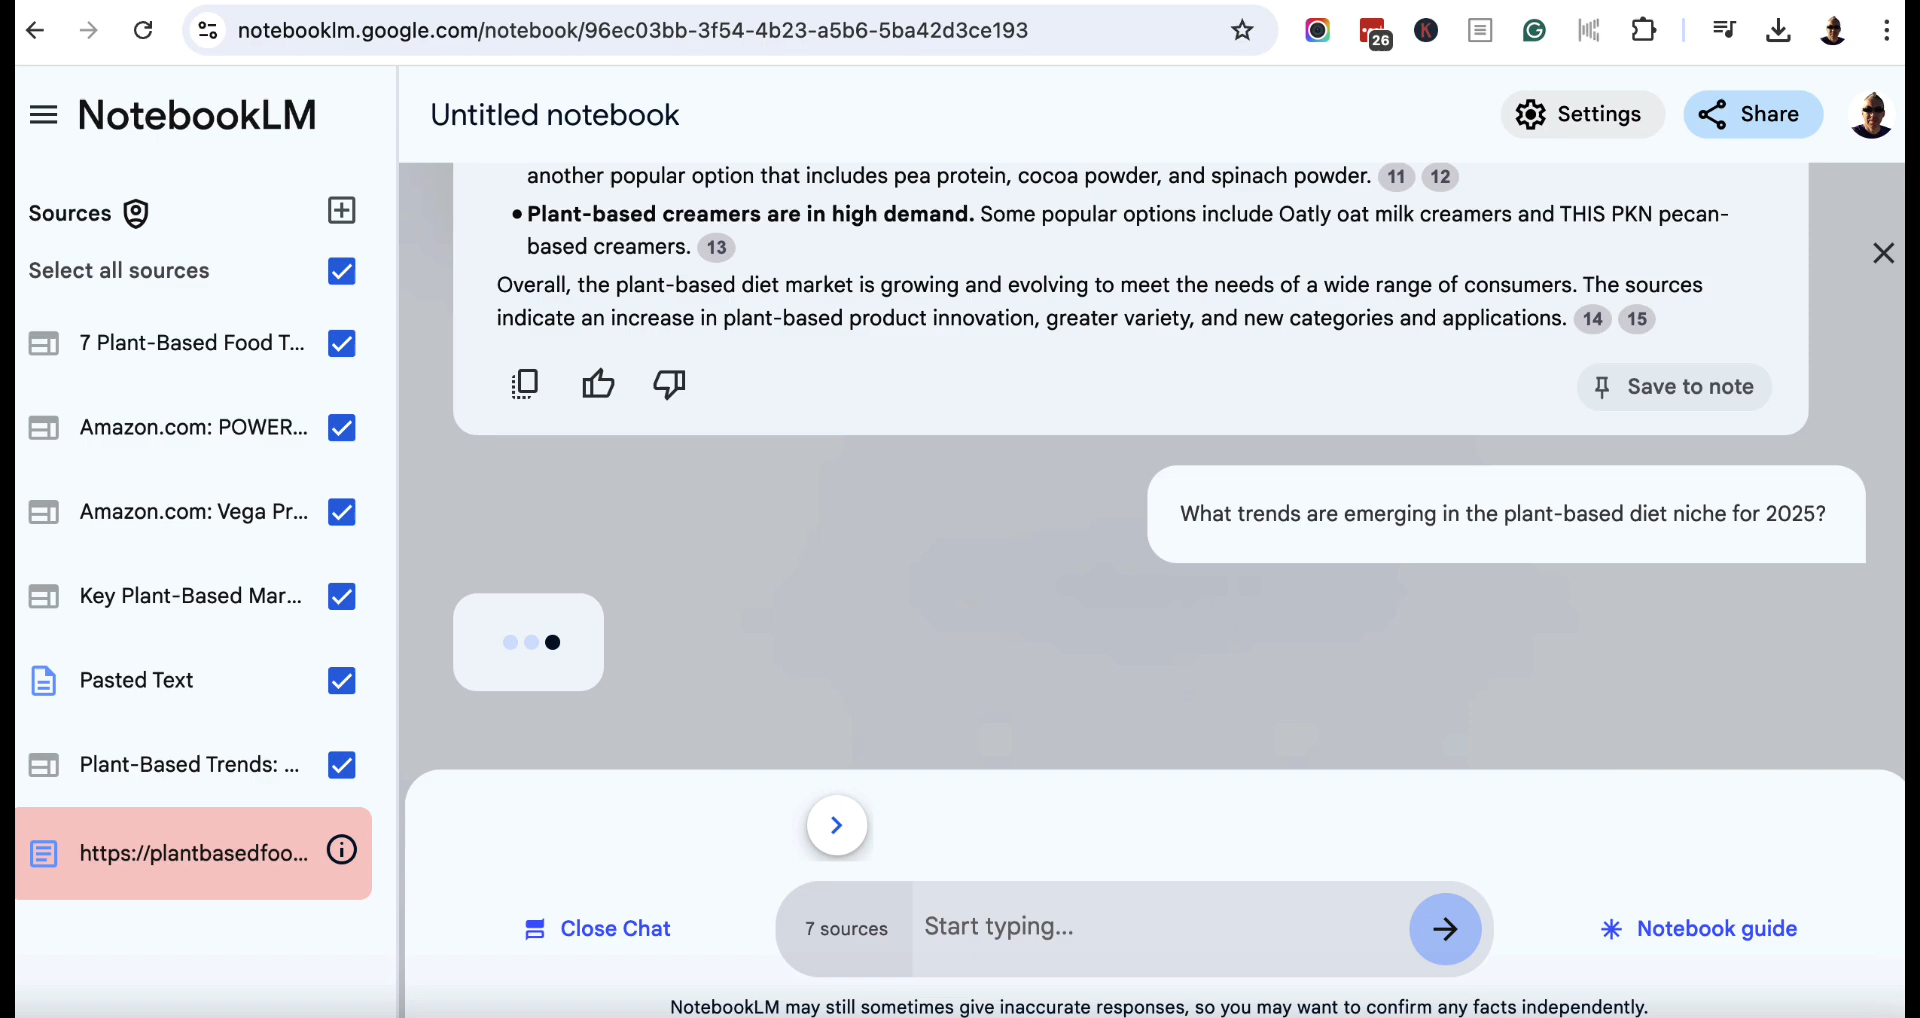 notebooklm.google.com/notebook/96ec03bb-3f54-4b23-a5b6-5ba42d3ce193
26
K
NotebookLM
Untitled notebook
Settings
Share
Sources
Select all sources
7 Plant-Based Food T...
Amazon.com: POWER...
Amazon.com: Vega Pr...
Key Plant-Based Mar...
Pasted Text
Plant-Based Trends: ...
https://plantbasedfoo...
another popular option that includes pea protein, cocoa powder, and spinach powder. 11 12
• Plant-based creamers are in high demand. Some popular options include Oatly oat milk creamers and THIS PKN pecan-
based creamers. 13
Overall, the plant-based diet market is growing and evolving to meet the needs of a wide range of consumers. The sources
indicate an increase in plant-based product innovation, greater variety, and new categories and applications. 14 15
Save to note
What trends are emerging in the plant-based diet niche for 2025?
Close Chat
7 sources
Start typing...
Notebook guide
NotebookLM may still sometimes give inaccurate responses, so you may want to confirm any facts independently.